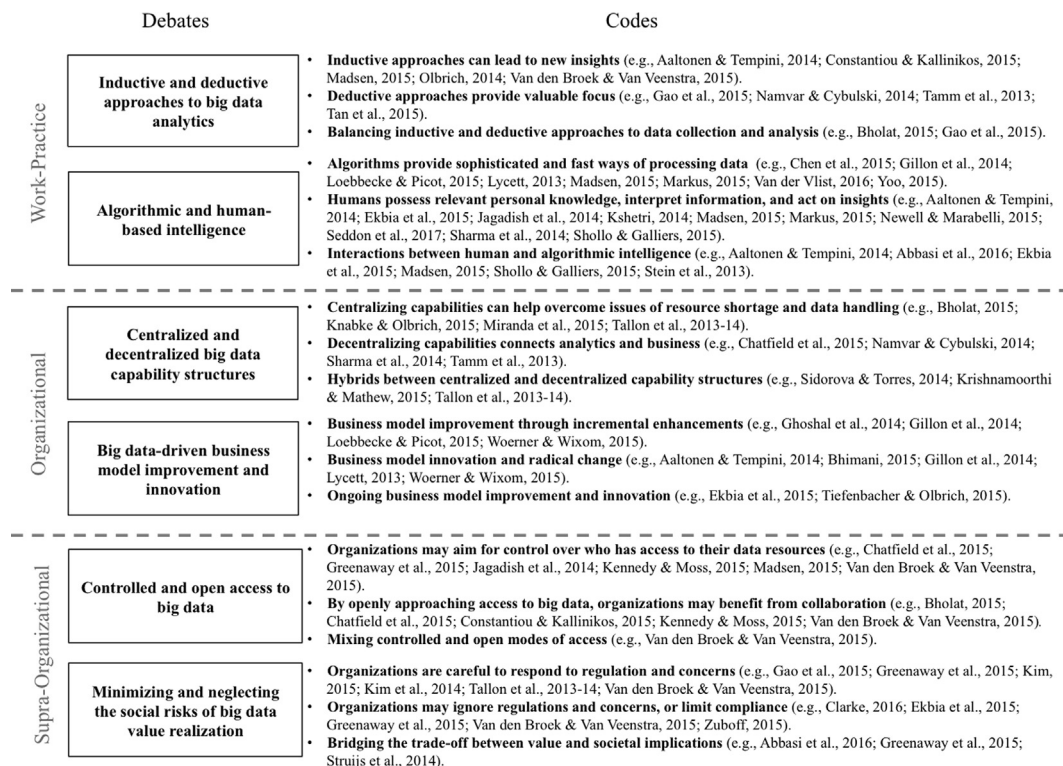 Debates
Codes
Work-Practice
Inductive and deductive
approaches to big data
analytics
• Inductive approaches can lead to new insights (e.g., Aaltonen & Tempini, 2014; Constantiou & Kallinikos, 2015;
Madsen, 2015; Olbrich, 2014; Van den Broek & Van Veenstra, 2015).
• Deductive approaches provide valuable focus (e.g., Gao et al., 2015; Namvar & Cybulski, 2014; Tamm et al., 2013;
Tan et al., 2015).
• Balancing inductive and deductive approaches to data collection and analysis (e.g., Bholat, 2015; Gao et al., 2015).
Algorithmic and human-
based intelligence
• Algorithms provide sophisticated and fast ways of processing data (e.g., Chen et al., 2015; Gillon et al., 2014;
Loebbecke & Picot, 2015; Lycett, 2013; Madsen, 2015; Markus, 2015; Van der Vlist, 2016; Yoo, 2015).
• Humans possess relevant personal knowledge, interpret information, and act on insights (e.g., Aaltonen & Tempini,
2014; Ekbia et al., 2015; Jagadish et al., 2014; Kshetri, 2014; Madsen, 2015; Markus, 2015; Newell & Marabelli, 2015;
Seddon et al., 2017; Sharma et al., 2014; Shollo & Galliers, 2015).
• Interactions between human and algorithmic intelligence (e.g., Aaltonen & Tempini, 2014; Abbasi et al., 2016; Ekbia
et al., 2015; Madsen, 2015; Shollo & Galliers, 2015; Stein et al., 2013).
Organizational
Centralized and
decentralized big data
capability structures
• Centralizing capabilities can help overcome issues of resource shortage and data handling (e.g., Bholat, 2015;
Knabke & Olbrich, 2015; Miranda et al., 2015; Tallon et al., 2013-14).
• Decentralizing capabilities connects analytics and business (e.g., Chatfield et al., 2015; Namvar & Cybulski, 2014;
Sharma et al., 2014; Tamm et al., 2013).
• Hybrids between centralized and decentralized capability structures (e.g., Sidorova & Torres, 2014; Krishnamoorthi
& Mathew, 2015; Tallon et al., 2013-14).
Big data-driven business
model improvement and
innovation
• Business model improvement through incremental enhancements (e.g., Ghoshal et al., 2014; Gillon et al., 2014;
Loebbecke & Picot, 2015; Woerner & Wixom, 2015).
• Business model innovation and radical change (e.g., Aaltonen & Tempini, 2014; Bhimani, 2015; Gillon et al., 2014;
Lycett, 2013; Woerner & Wixom, 2015).
• Ongoing business model improvement and innovation (e.g., Ekbia et al., 2015; Tiefenbacher & Olbrich, 2015).
Supra-Organizational
Controlled and open access to
big data
• Organizations may aim for control over who has access to their data resources (e.g., Chatfield et al., 2015;
Greenaway et al., 2015; Jagadish et al., 2014; Kennedy & Moss, 2015; Madsen, 2015; Van den Broek & Van Veenstra,
2015).
• By openly approaching access to big data, organizations may benefit from collaboration (e.g., Bholat, 2015;
Chatfield et al., 2015; Constantiou & Kallinikos, 2015; Kennedy & Moss, 2015; Van den Broek & Van Veenstra, 2015).
• Mixing controlled and open modes of access (e.g., Van den Broek & Van Veenstra, 2015).
Minimizing and neglecting
the social risks of big data
value realization
• Organizations are careful to respond to regulation and concerns (e.g., Gao et al., 2015; Greenaway et al., 2015; Kim,
2015; Kim et al., 2014; Tallon et al., 2013-14; Van den Broek & Van Veenstra, 2015).
• Organizations may ignore regulations and concerns, or limit compliance (e.g., Clarke, 2016; Ekbia et al., 2015;
Greenaway et al., 2015; Van den Broek & Van Veenstra, 2015; Zuboff, 2015).
• Bridging the trade-off between value and societal implications (e.g., Abbasi et al., 2016; Greenaway et al., 2015;
Struijs et al., 2014).